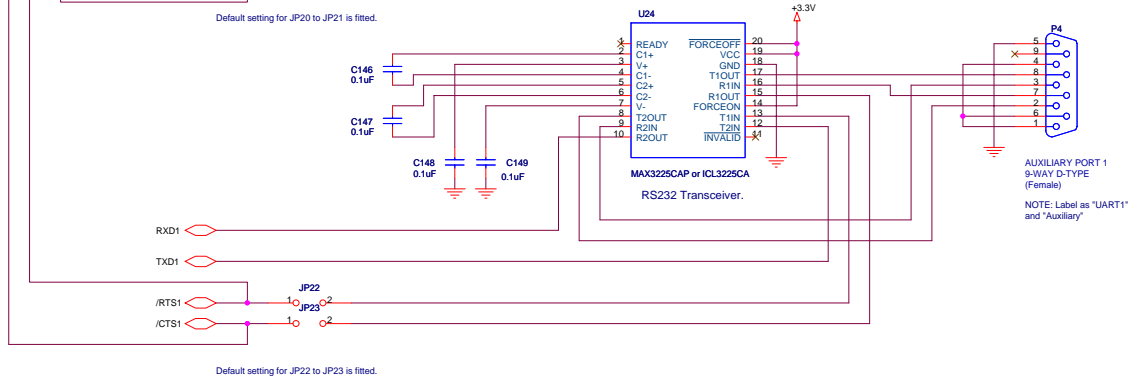 Default setting for JP20 to JP21 is fitted.
U24
+3.3V
P4
1 READY
2 C1+
3 V+
4 C1-
5 C2+
6 C2-
7 V-
8 T2OUT
9 R2IN
10 R2OUT
FORCEOFF 20
VCC 19
GND 18
T1OUT 17
R1IN 16
R1OUT 15
FORCEON 14
T1IN 13
T2IN 12
INVALID 11
5
9
4
8
3
7
2
6
1
C146
0.1uF
C147
0.1uF
C148
0.1uF
C149
0.1uF
MAX3225CAP or ICL3225CA
RS232 Transceiver.
AUXILIARY PORT 1
9-WAY D-TYPE
(Female)
NOTE: Label as "UART1"
and "Auxiliary"
RXD1
TXD1
/RTS1
JP22
1 2
/CTS1
JP23
1 2
Default setting for JP22 to JP23 is fitted.